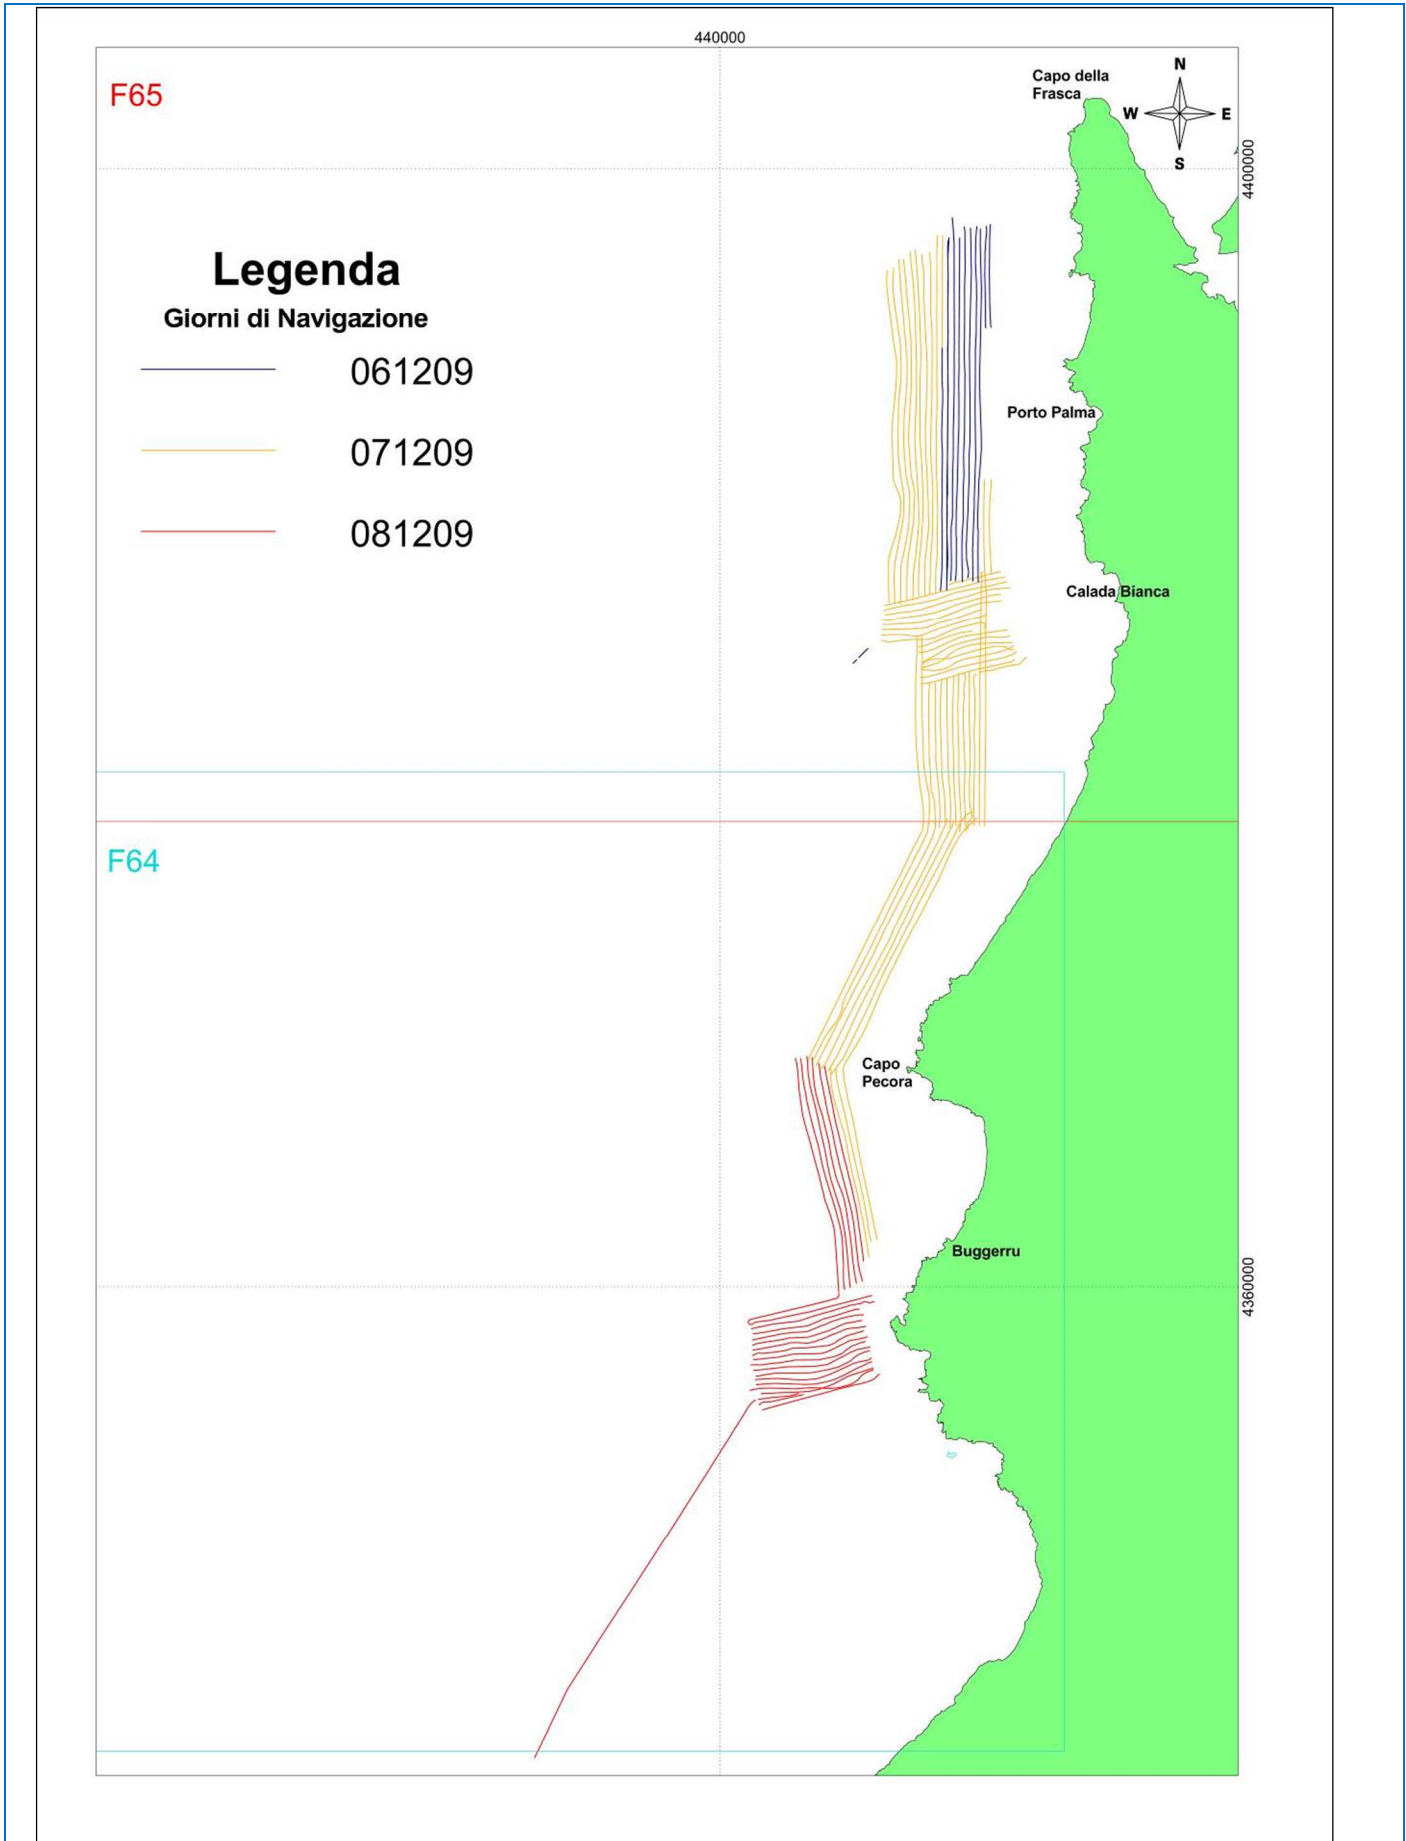 440000
F65
Capo della
Frasca
N
W
E
S
4400000
Legenda
Giorni di Navigazione
061209
071209
081209
Porto Palma
Calada Bianca
F64
Capo
Pecora
Buggerru
4360000